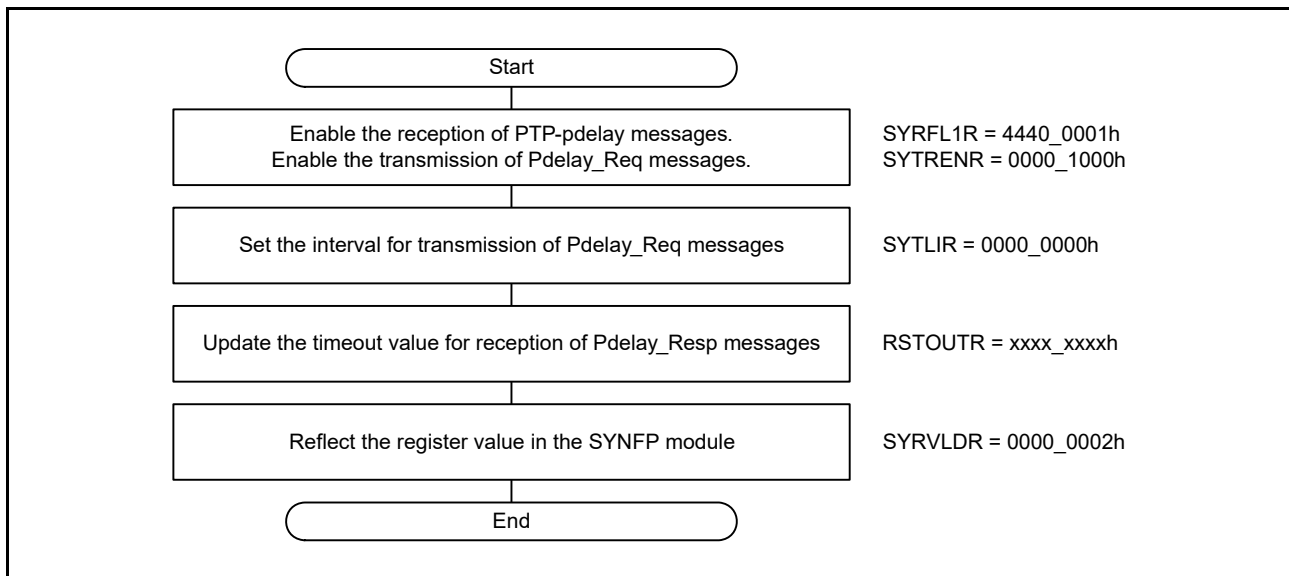 Start
Enable the reception of PTP-pdelay messages.
Enable the transmission of Pdelay_Req messages.
SYRFL1R = 4440_0001h
SYTRENR = 0000_1000h
Set the interval for transmission of Pdelay_Req messages
SYTLIR = 0000_0000h
Update the timeout value for reception of Pdelay_Resp messages
RSTOUTR = xxxx_xxxxh
Reflect the register value in the SYNFP module
SYRVLDR = 0000_0002h
End